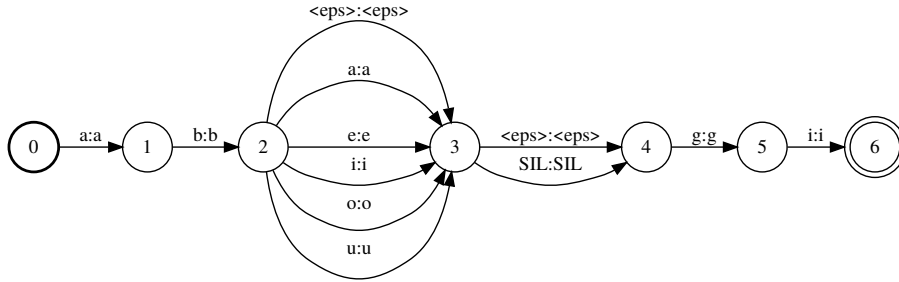 <eps>:<eps>
a:a
a:a
b:b
e:e
<eps>:<eps>
g:g
i:i
0
1
2
3
4
5
6
i:i
SIL:SIL
o:o
u:u